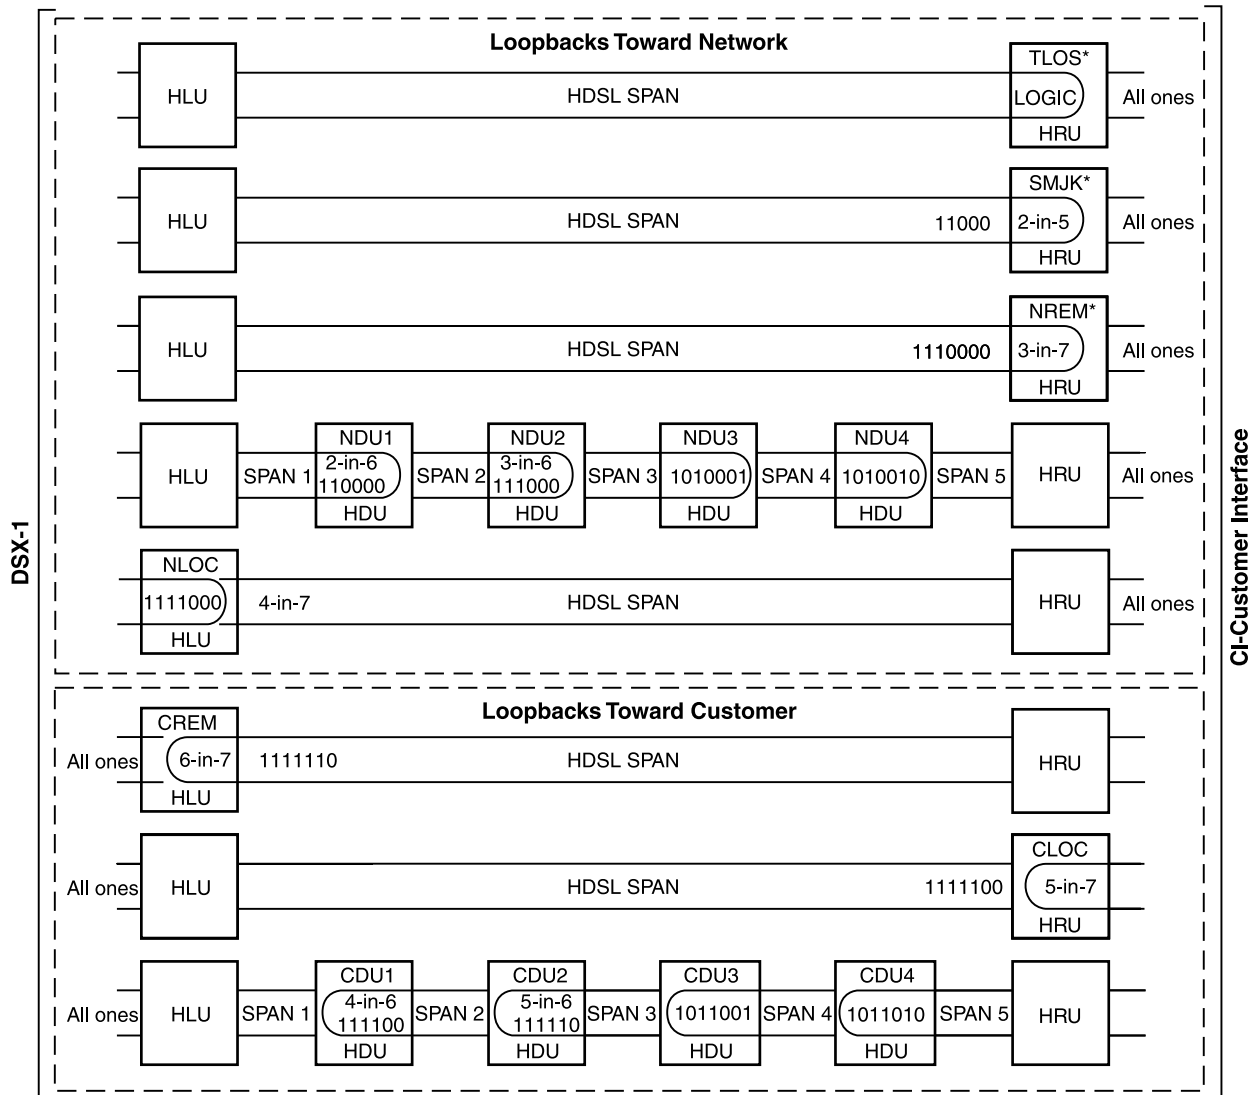 Loopbacks Toward Network
TLOS*
HLU
HDSL SPAN
LOGIC
All ones
HRU
SMJK*
HLU
HDSL SPAN
11000
2-in-5
All ones
HRU
NREM*
HLU
HDSL SPAN
1110000
3-in-7
All ones
HRU
NDU1
NDU2
NDU3
NDU4
HLU
SPAN 1
2-in-6
110000
SPAN 2
3-in-6
111000
SPAN 3
1010001
SPAN 4
1010010
SPAN 5
HRU
All ones
HDU
HDU
HDU
HDU
NLOC
1111000
4-in-7
HDSL SPAN
HRU
All ones
HLU
DSX-1
CI-Customer Interface
Loopbacks Toward Customer
CREM
All ones
6-in-7
1111110
HDSL SPAN
HRU
HLU
CLOC
All ones
HLU
HDSL SPAN
1111100
5-in-7
HRU
CDU1
CDU2
CDU3
CDU4
All ones
HLU
SPAN 1
4-in-6
111100
SPAN 2
5-in-6
111110
SPAN 3
1011001
SPAN 4
1011010
SPAN 5
HRU
HDU
HDU
HDU
HDU